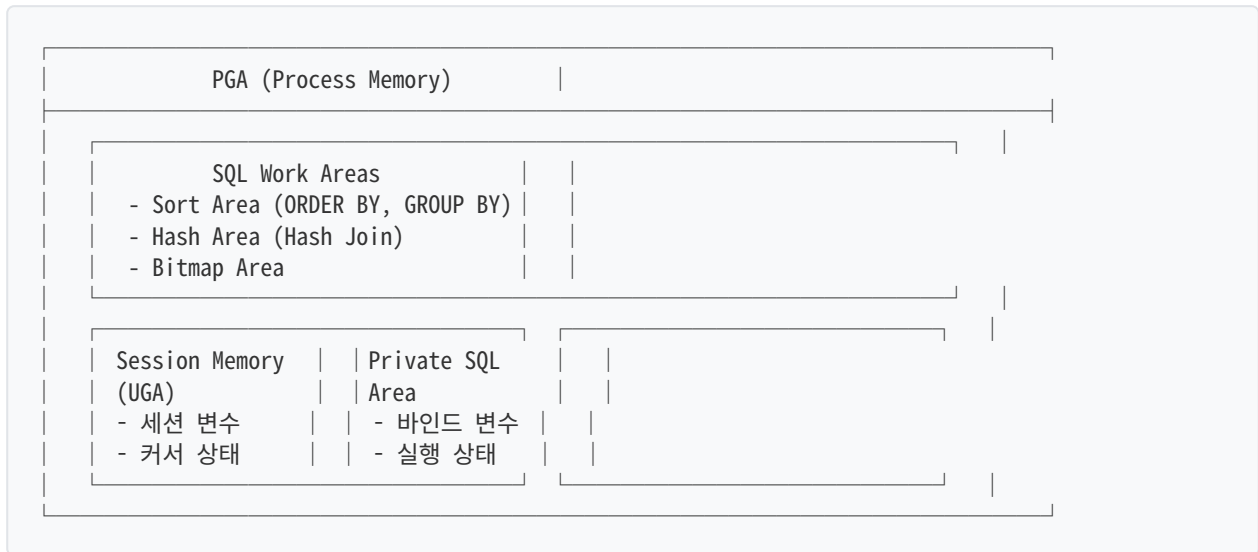 PGA (Process Memory)
SQL Work Areas
- Sort Area (ORDER BY, GROUP BY)
- Hash Area (Hash Join)
- Bitmap Area
Session Memory Private SQL
(UGA) Area
- 세션 변수 - 바인드 변수
- 커서 상태 - 실행 상태